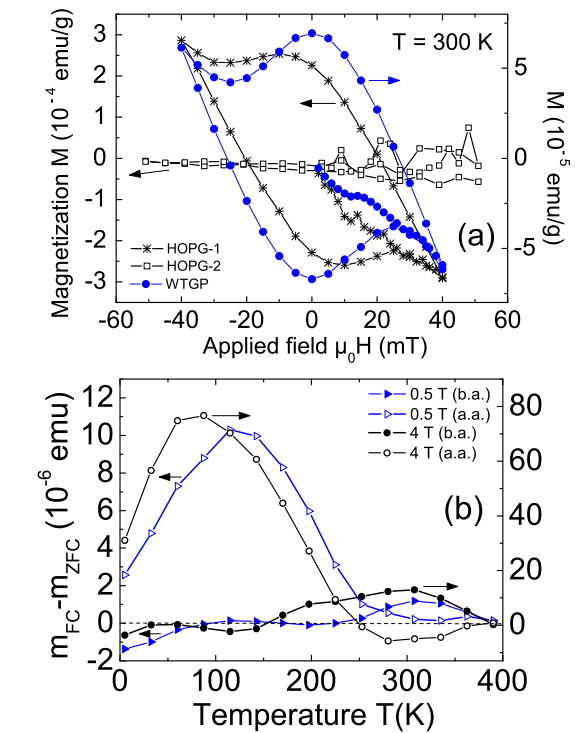 T = 300 K
Magnetization M (10⁻⁴ emu/g)
3
2
1
0
-1
-2
-3
M (10⁻⁵ emu/g)
5
0
-5
HOPG-1
HOPG-2
WTGP
(a)
-60 -40 -20 0 20 40 60
Applied field μ₀H (mT)
m_FC-m_ZFC (10⁻⁶ emu)
12
10
8
6
4
2
0
-2
80
60
40
20
0
0.5 T (b.a.)
0.5 T (a.a.)
4 T (b.a.)
4 T (a.a.)
(b)
0 100 200 300 400
Temperature T(K)